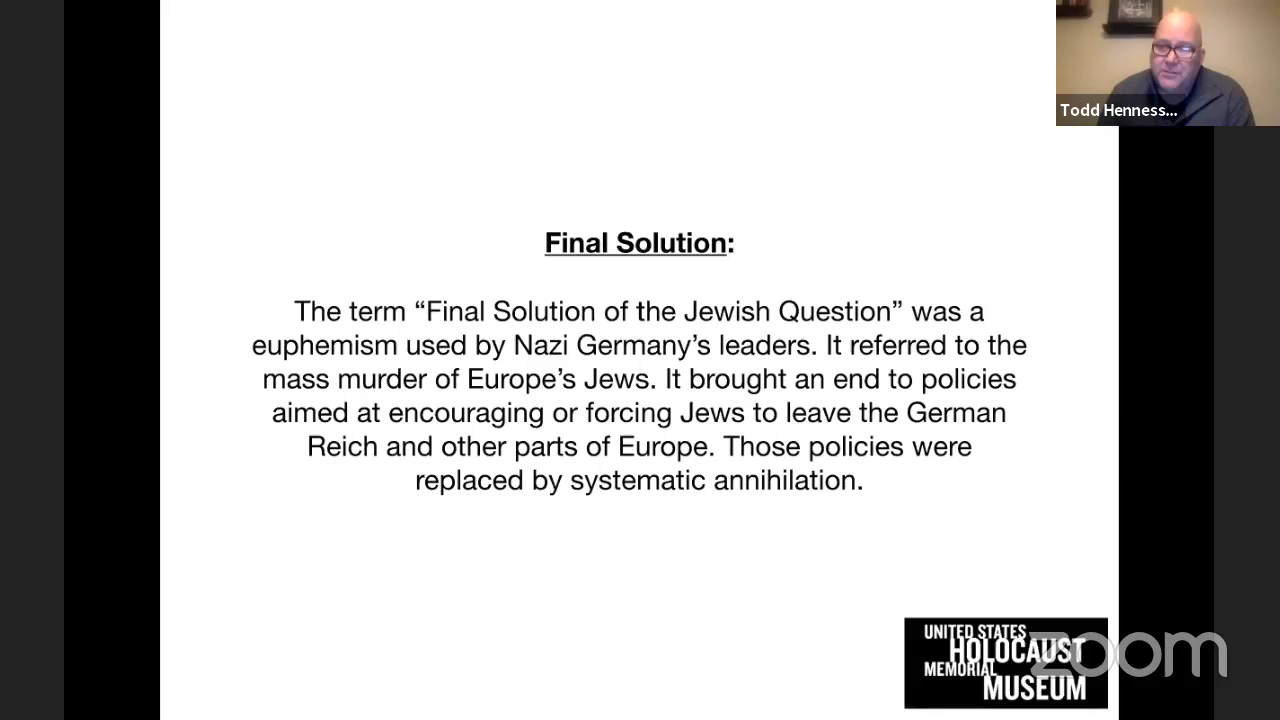 Todd Henness...
Final Solution:
The term “Final Solution of the Jewish Question” was a
euphemism used by Nazi Germany’s leaders. It referred to the
mass murder of Europe’s Jews. It brought an end to policies
aimed at encouraging or forcing Jews to leave the German
Reich and other parts of Europe. Those policies were
replaced by systematic annihilation.
UNITED STATES
HOLOCAUST
MEMORIAL
MUSEUM
zoom